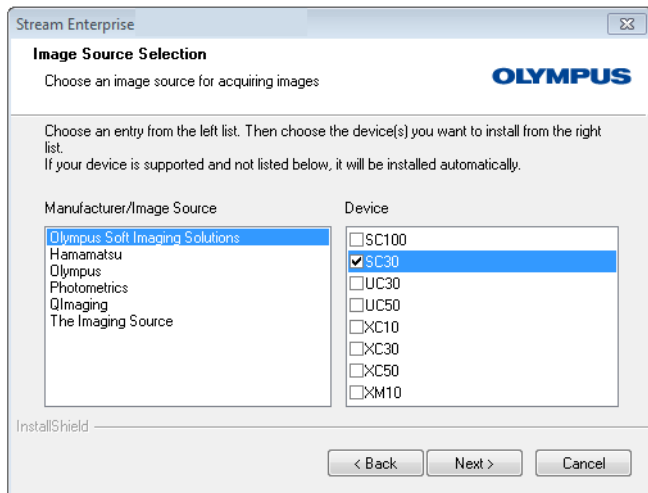 Stream Enterprise
Image Source Selection
Choose an image source for acquiring images
OLYMPUS
Choose an entry from the left list. Then choose the device(s) you want to install from the right
list.
If your device is supported and not listed below, it will be installed automatically.
Manufacturer/Image Source
Device
Olympus Soft Imaging Solutions
Hamamatsu
Olympus
Photometrics
QImaging
The Imaging Source
SC100
SC30
UC30
UC50
XC10
XC30
XC50
XM10
InstallShield
< Back
Next >
Cancel